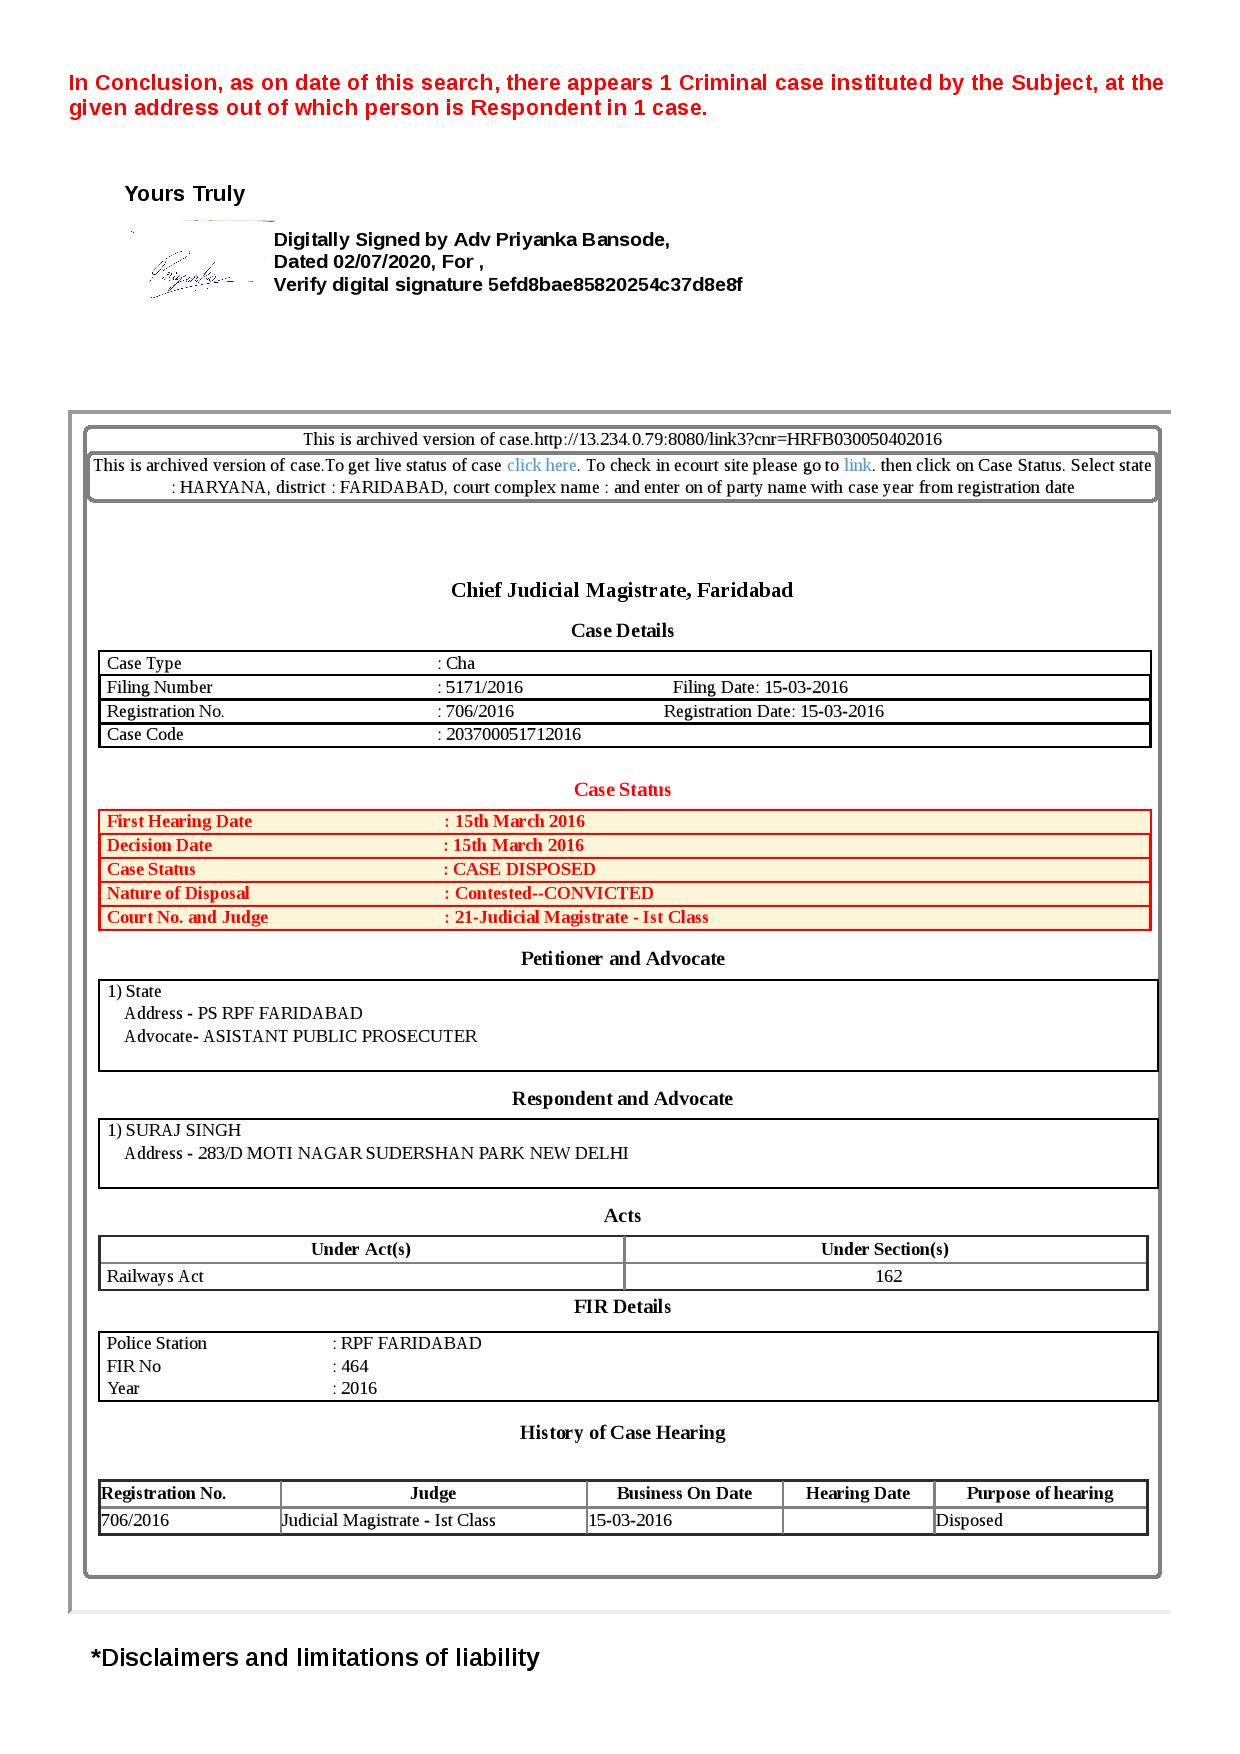 In Conclusion, as on date of this search, there appears 1 Criminal case instituted by the Subject, at the
given address out of which person is Respondent in 1 case.
Yours Truly
Priyanka
Digitally Signed by Adv Priyanka Bansode,
Dated 02/07/2020, For ,
Verify digital signature 5efd8bae85820254c37d8e8f
This is archived version of case.http://13.234.0.79:8080/link3?cnr=HRFB030050402016
This is archived version of case.To get live status of case click here. To check in ecourt site please go to link. then click on Case Status. Select state
: HARYANA, district : FARIDABAD, court complex name : and enter on of party name with case year from registration date
Chief Judicial Magistrate, Faridabad
Case Details
Case Type : Cha
Filing Number : 5171/2016 Filing Date: 15-03-2016
Registration No. : 706/2016 Registration Date: 15-03-2016
Case Code : 203700051712016
Case Status
First Hearing Date : 15th March 2016
Decision Date : 15th March 2016
Case Status : CASE DISPOSED
Nature of Disposal : Contested--CONVICTED
Court No. and Judge : 21-Judicial Magistrate - Ist Class
Petitioner and Advocate
1) State
Address - PS RPF FARIDABAD
Advocate- ASISTANT PUBLIC PROSECUTER
Respondent and Advocate
1) SURAJ SINGH
Address - 283/D MOTI NAGAR SUDERSHAN PARK NEW DELHI
Acts
Under Act(s) Under Section(s)
Railways Act 162
FIR Details
Police Station : RPF FARIDABAD
FIR No : 464
Year : 2016
History of Case Hearing
Registration No. Judge Business On Date Hearing Date Purpose of hearing
706/2016 Judicial Magistrate - Ist Class 15-03-2016 Disposed
*Disclaimers and limitations of liability